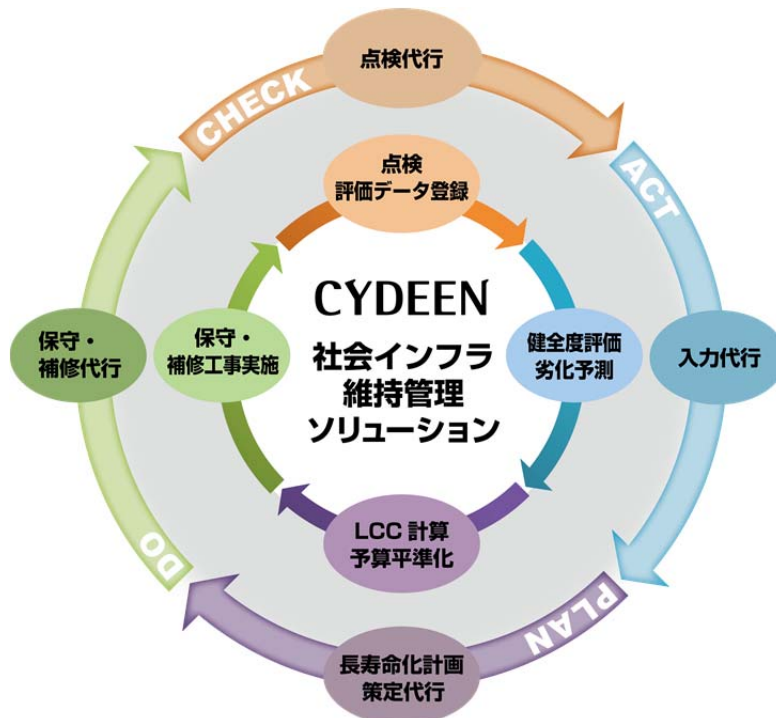 点検代行
CHECK
ACT
点検
評価データ登録
CYDEEN
社会インフラ
維持管理
ソリューション
保守・
補修代行
保守・
補修工事実施
健全度評価
劣化予測
入力代行
LCC 計算
予算平準化
DO
PLAN
長寿命化計画
策定代行